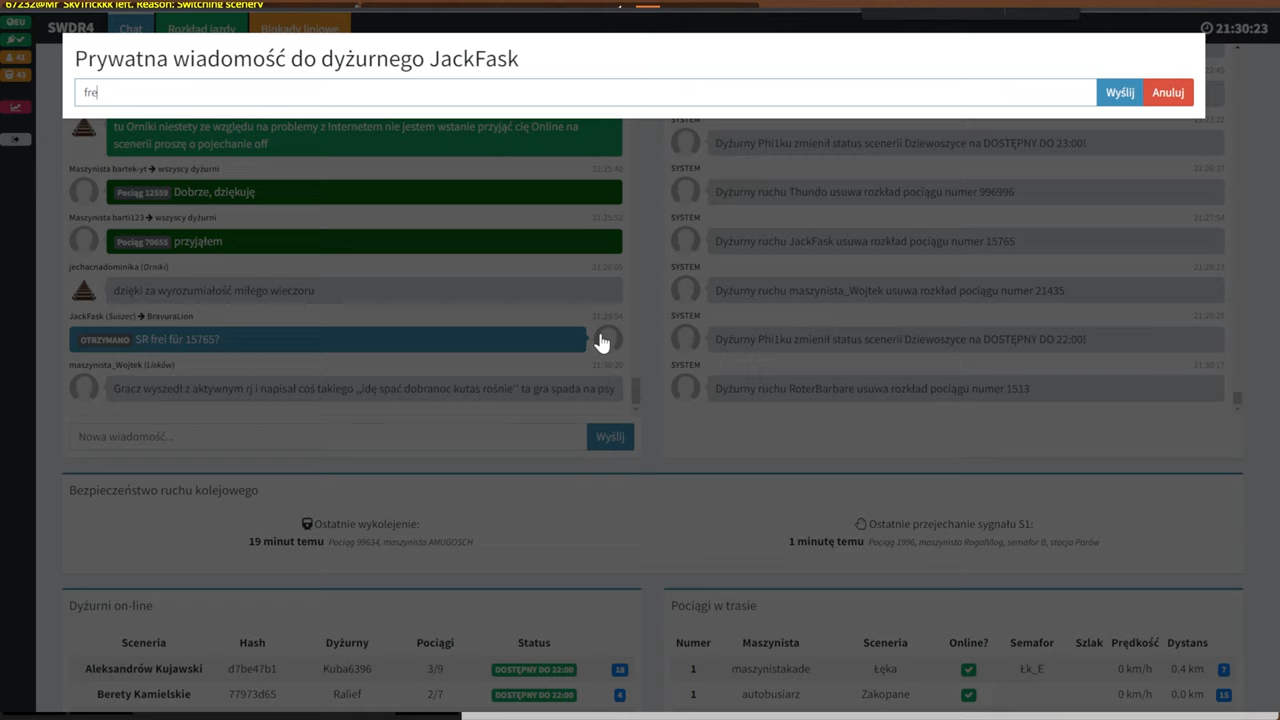 67232@Mr_SkyTrickkk left. Reason: Switching scenery
EU
SWDR4
Chat
Rozkład jazdy
Blokady liniowe
21:30:23
41
43
Prywatna wiadomość do dyżurnego JackFask
fre
Wyślij
Anuluj
tu Orniki niestety ze względu na problemy z Internetem nie jestem wstanie przyjąć cię Online na
scenerii proszę o pojechanie off
Maszynista bartek-yt → wszyscy dyżurni
21:25:40
Pociąg 12559 Dobrze, dziękuję
Maszynista barti123 → wszyscy dyżurni
21:25:52
Pociąg 70655 przyjąłem
jechacnadominika (Orniki)
21:26:05
dzięki za wyrozumiałość miłego wieczoru
JackFask (Suszec) → BravuraLion
21:29:54
OTRZYMANO SR frei für 15765?
maszynista_Wojtek (Lisków)
21:30:20
Gracz wyszedł z aktywnym rj i napisał coś takiego ,,idę spać dobranoc kutas rośnie'' ta gra spada na psy
Nowa wiadomość...
Wyślij
SYSTEM
Dyżurny Phi1ku zmienił status scenerii Dziewoszyce na DOSTĘPNY DO 23:00!
SYSTEM
21:26:37
Dyżurny ruchu Thundo usuwa rozkład pociągu numer 996996
SYSTEM
21:27:54
Dyżurny ruchu JackFask usuwa rozkład pociągu numer 15765
SYSTEM
21:28:23
Dyżurny ruchu maszynista_Wojtek usuwa rozkład pociągu numer 21435
SYSTEM
21:28:25
Dyżurny Phi1ku zmienił status scenerii Dziewoszyce na DOSTĘPNY DO 22:00!
SYSTEM
21:30:17
Dyżurny ruchu RoterBarbare usuwa rozkład pociągu numer 1513
Bezpieczeństwo ruchu kolejowego
Ostatnie wykolejenie:
19 minut temu Pociąg 99634, maszynista AMUGOSCH
Ostatnie przejechanie sygnału S1:
1 minutę temu Pociąg 1996, maszynista RogalVlog, semafor B, stacja Parów
Dyżurni on-line
Sceneria Hash Dyżurny Pociągi Status
Aleksandrów Kujawski d7be47b1 Kuba6396 3/9 DOSTĘPNY DO 22:00 18
Berety Kamielskie 77973d65 Ralief 2/7 DOSTĘPNY DO 22:00 4
Pociągi w trasie
Numer Maszynista Sceneria Online? Semafor Szlak Prędkość Dystans
1 maszynistakade Łęka Łk_E 0 km/h 0.4 km 7
1 autobusiarz Zakopane 0 km/h 0.0 km 15